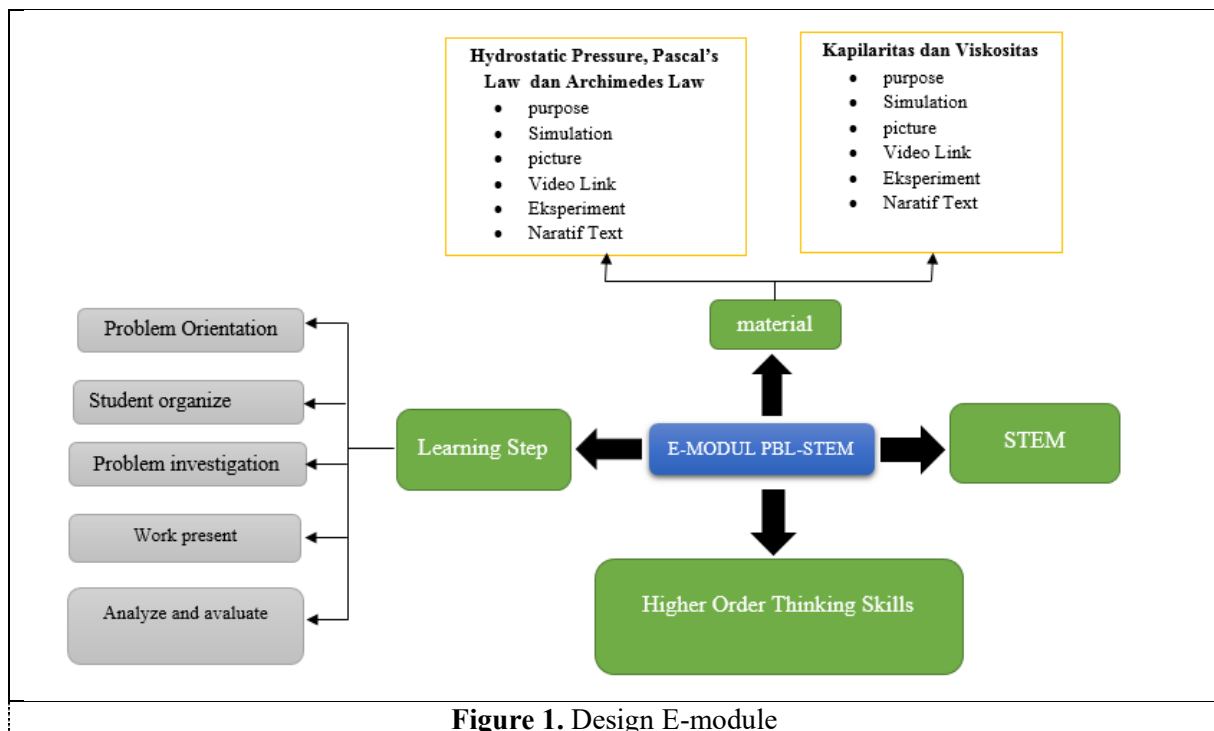 Hydrostatic Pressure, Pascal's
Law dan Archimedes Law
• purpose
• Simulation
• picture
• Video Link
• Eksperiment
• Naratif Text
Kapilaritas dan Viskositas
• purpose
• Simulation
• picture
• Video Link
• Eksperiment
• Naratif Text
material
Problem Orientation
Student organize
Problem investigation
Work present
Analyze and evaluate
Learning Step
E-MODUL PBL-STEM
STEM
Higher Order Thinking Skills
Figure 1. Design E-module